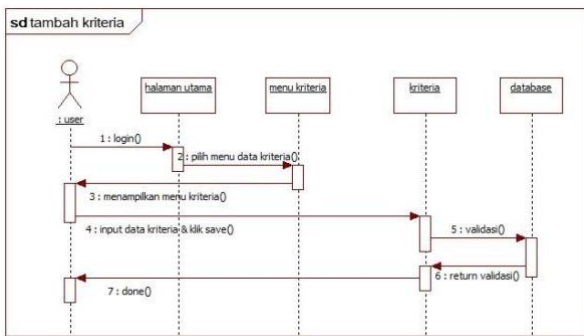 sd tambah kriteria
halaman utama
menu kriteria
kriteria
database
: user
1 : login()
2 : pilih menu data kriteria()
3 : menampilkan menu kriteria()
4 : input data kriteria & klik save()
5 : validasi()
6 : return validasi()
7 : done()